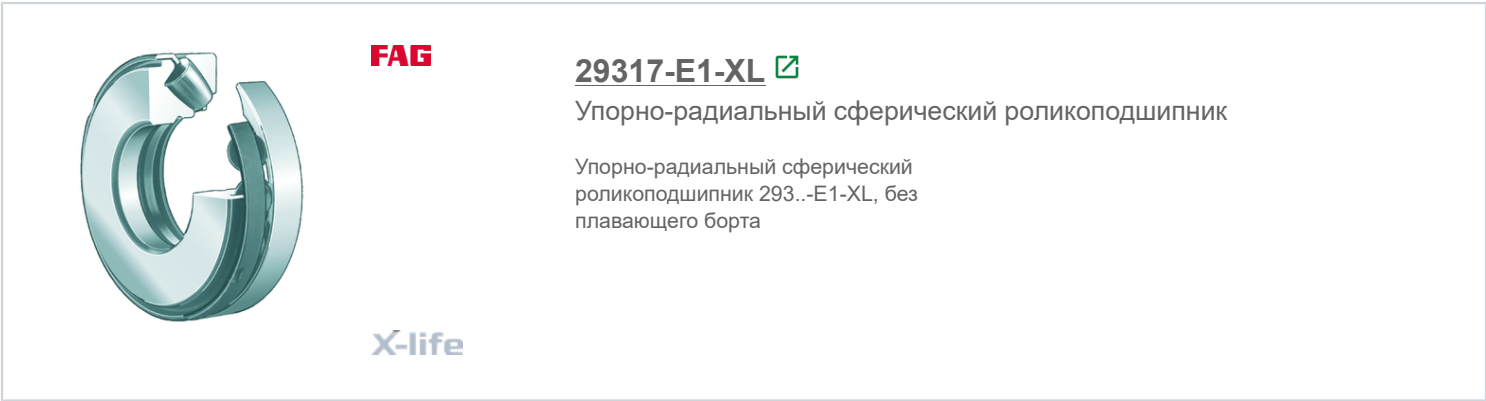 FAG
29317-E1-XL
Упорно-радиальный сферический роликоподшипник
Упорно-радиальный сферический
роликоподшипник 293..-E1-XL, без
плавающего борта
X-life